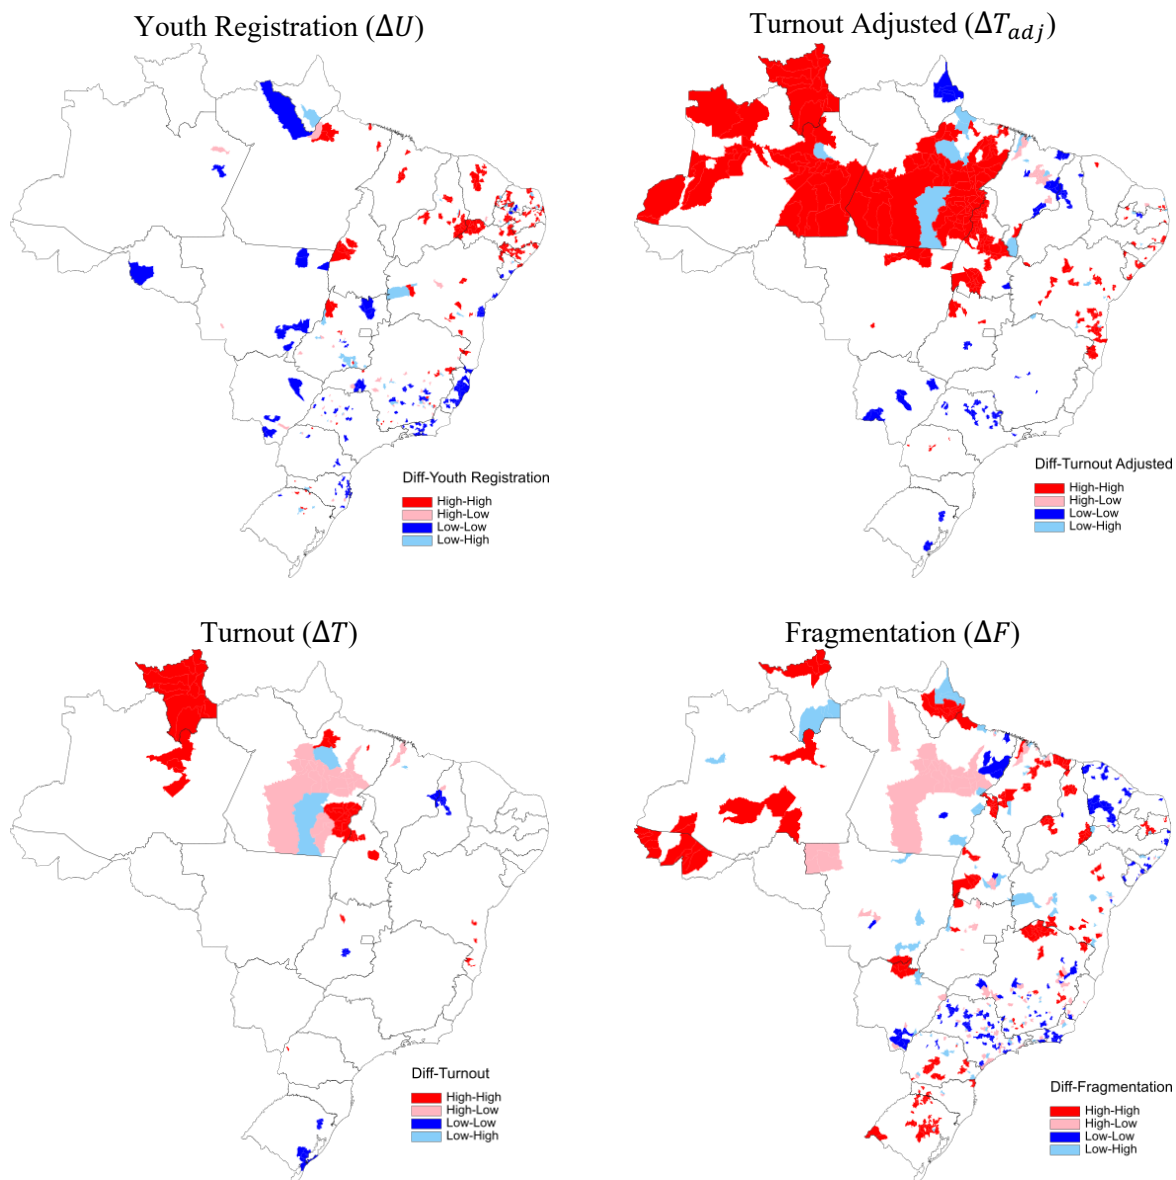 Youth Registration (ΔU)
Turnout Adjusted (ΔT_adj)
Diff-Youth Registration
High-High
High-Low
Low-Low
Low-High
Diff-Turnout Adjusted
High-High
High-Low
Low-Low
Low-High
Turnout (ΔT)
Fragmentation (ΔF)
Diff-Turnout
High-High
High-Low
Low-Low
Low-High
Diff-Fragmentation
High-High
High-Low
Low-Low
Low-High